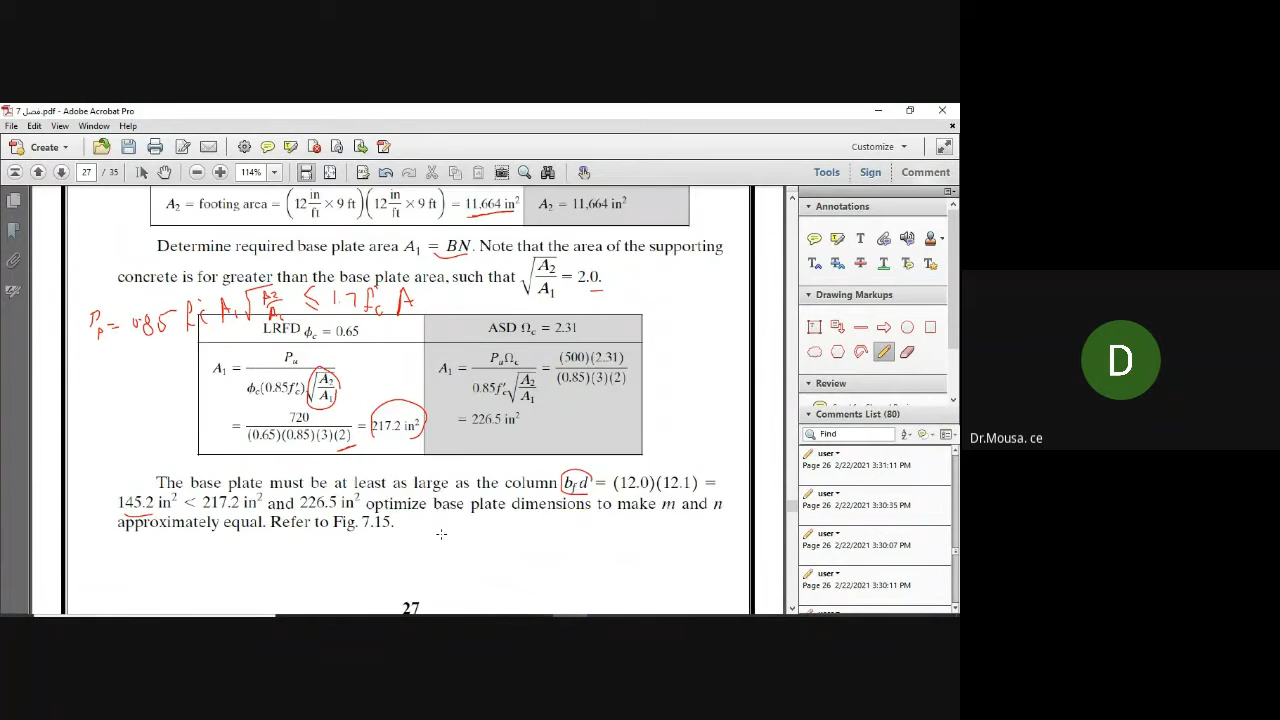 فصل 7.pdf - Adobe Acrobat Pro
File Edit View Window Help
Create
Customize
27 / 35
114%
Tools Sign Comment
A₂ = footing area = (12 in/ft × 9 ft)(12 in/ft × 9 ft) = 11,664 in² A₂ = 11,664 in²
Determine required base plate area A₁ = BN. Note that the area of the supporting
concrete is for greater than the base plate area, such that √(A₂/A₁) = 2.0.
Pp = 0.85 f'c A₁ √(A₂/A₁) ≤ 1.7 f'c A
LRFD ϕc = 0.65 ASD Ωc = 2.31
A₁ = Pu / (ϕc(0.85f'c)√(A₂/A₁)) A₁ = PuΩc / (0.85f'c√(A₂/A₁)) = (500)(2.31) / (0.85)(3)(2)
= 720 / (0.65)(0.85)(3)(2) = 217.2 in² = 226.5 in²
The base plate must be at least as large as the column bf d = (12.0)(12.1) =
145.2 in² < 217.2 in² and 226.5 in² optimize base plate dimensions to make m and n
approximately equal. Refer to Fig. 7.15.
27
Annotations
Drawing Markups
Review
Comments List (80)
Find
user
Page 26 2/22/2021 3:31:11 PM
user
Page 26 2/22/2021 3:30:35 PM
user
Page 26 2/22/2021 3:30:07 PM
user
Page 26 2/22/2021 3:30:11 PM
user
D
Dr.Mousa. ce